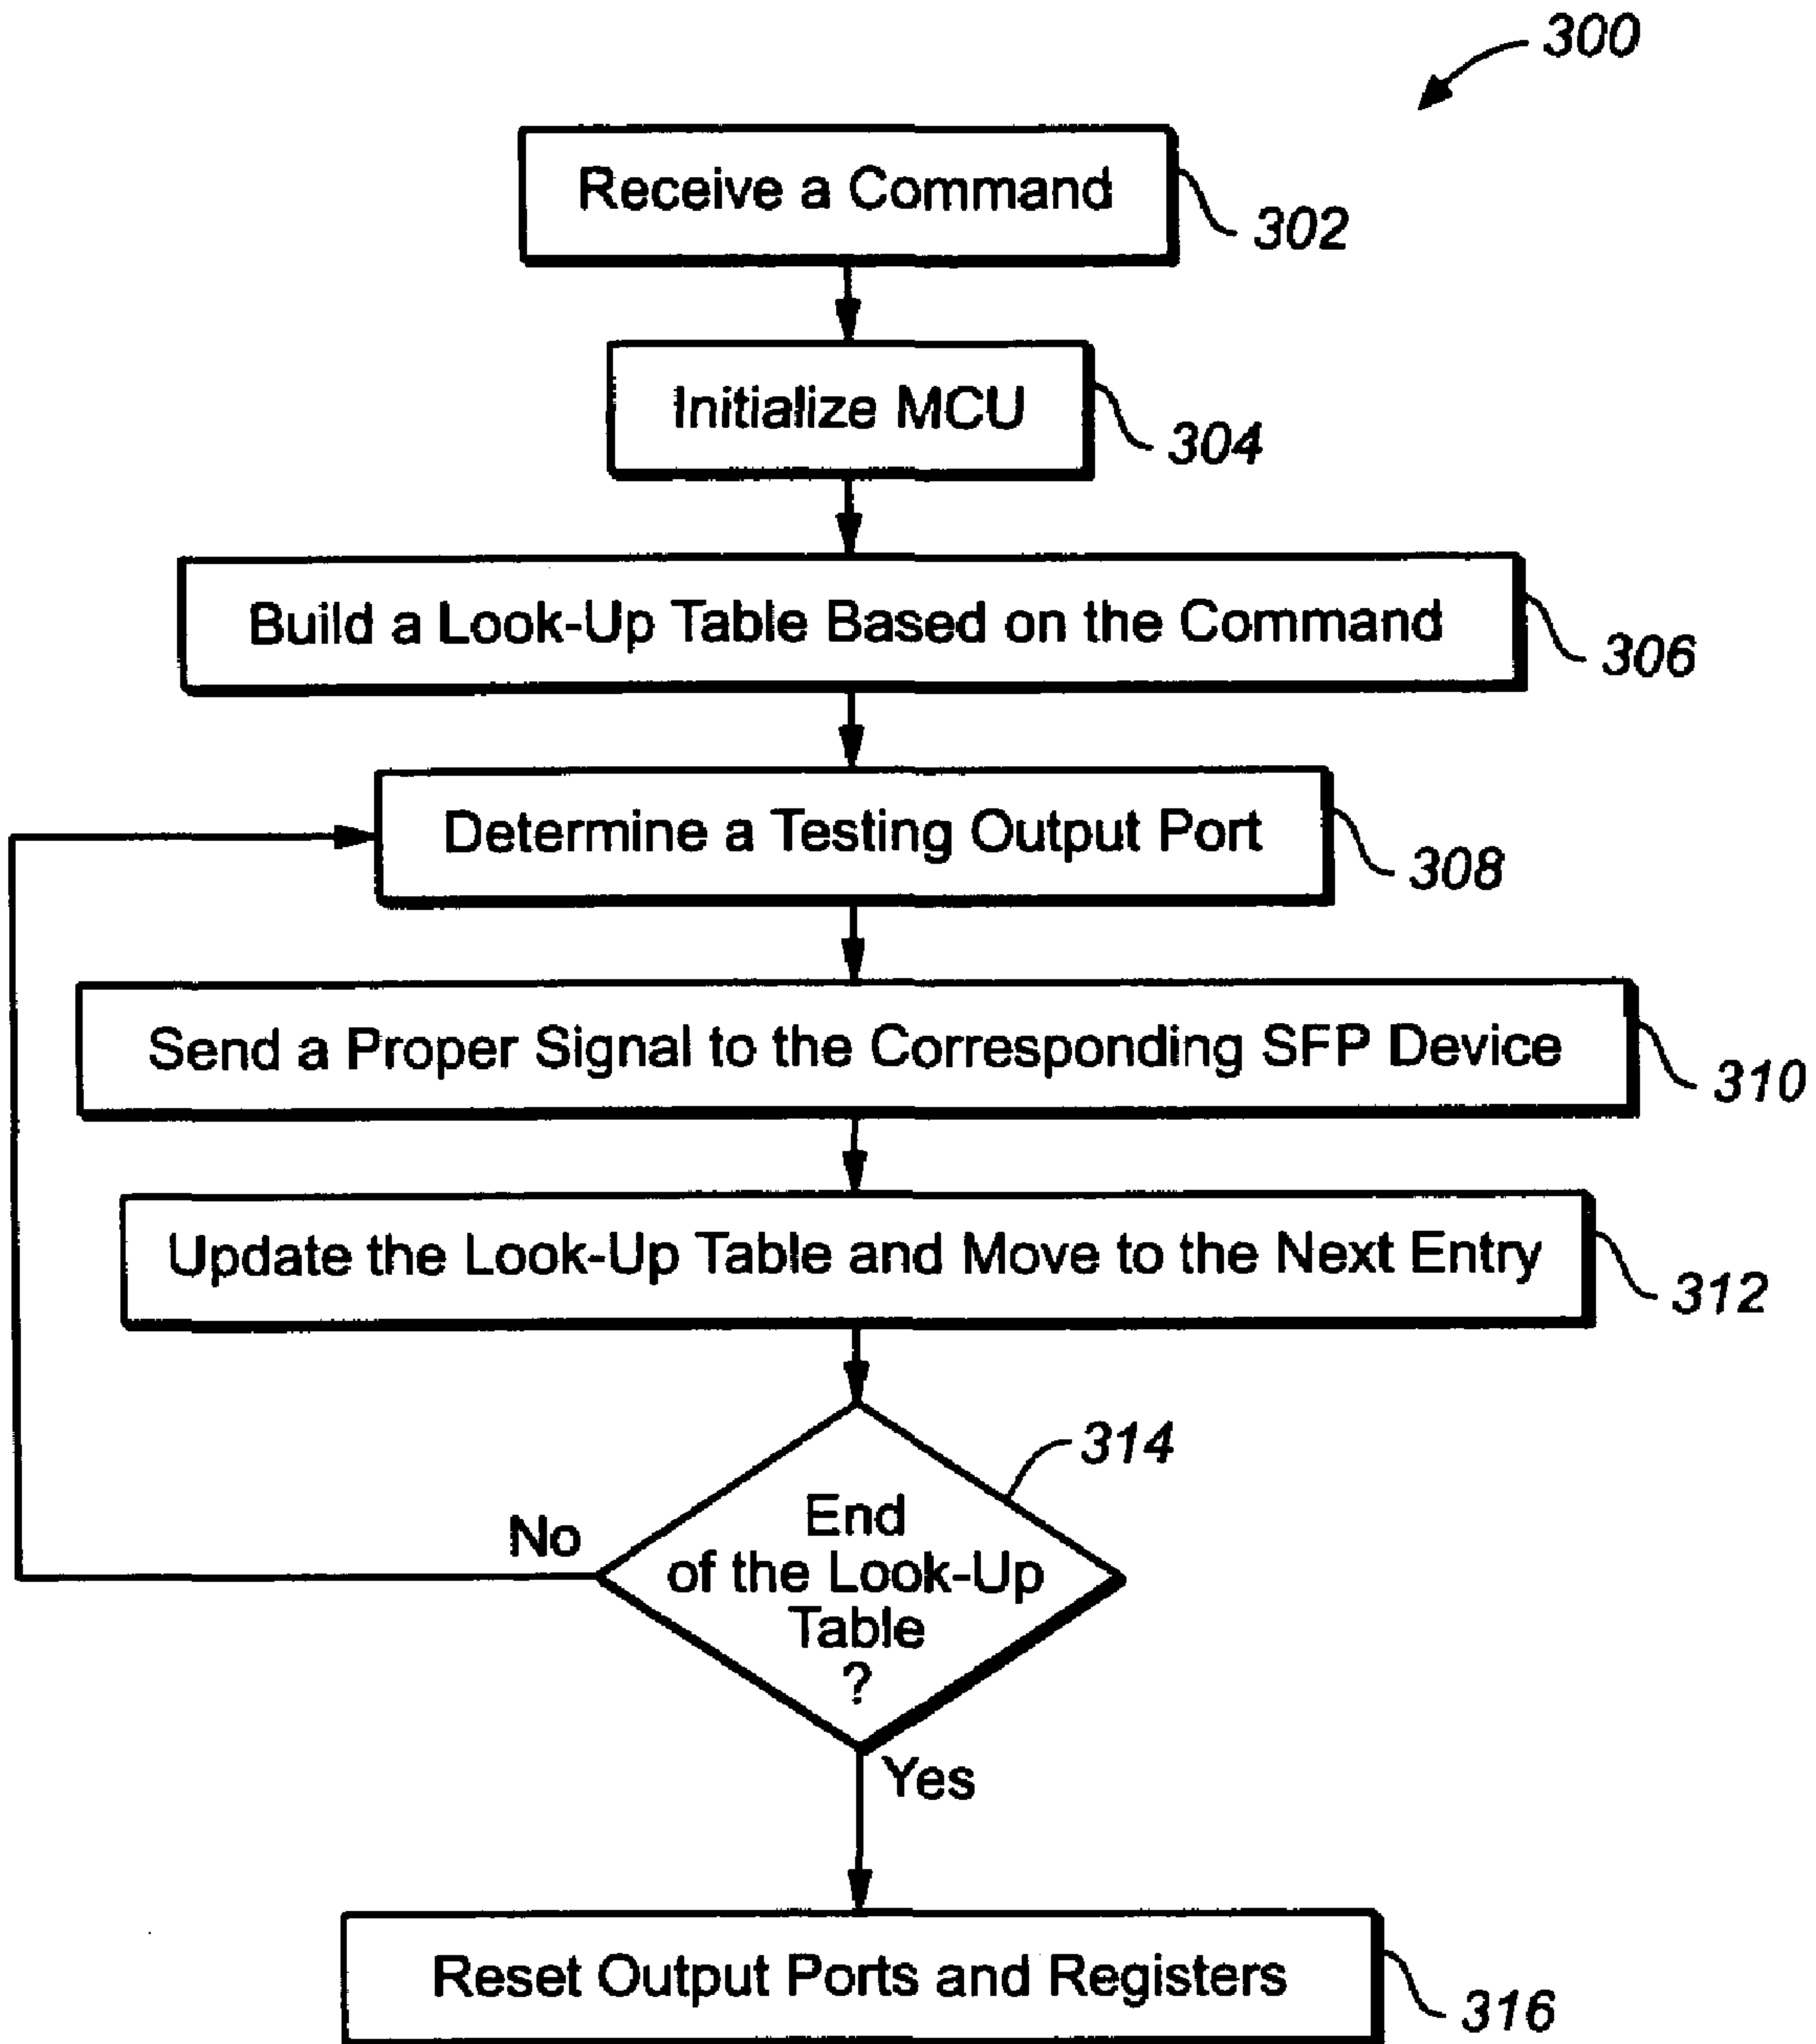 300
Receive a Command
302
Initialize MCU
304
Build a Look-Up Table Based on the Command
306
Determine a Testing Output Port
308
Send a Proper Signal to the Corresponding SFP Device
310
Update the Look-Up Table and Move to the Next Entry
312
314
End
of the Look-Up
Table
?
No
Yes
Reset Output Ports and Registers
316